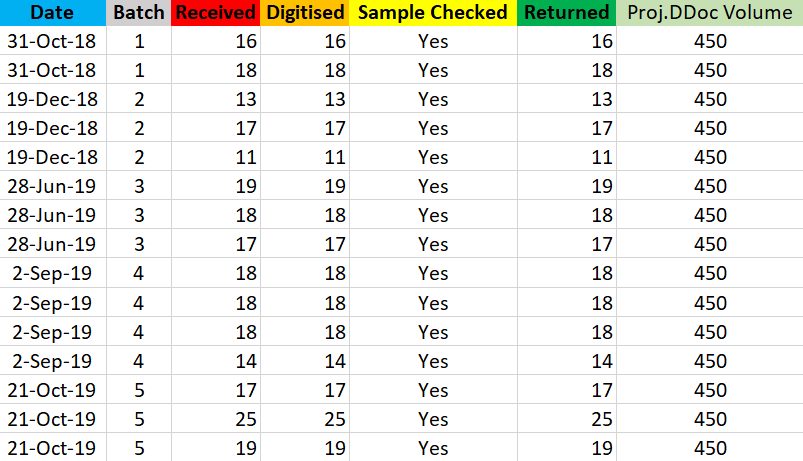 Date Batch Received Digitised Sample Checked Returned Proj.DDoc Volume
31-Oct-18 1 16 16 Yes 16 450
31-Oct-18 1 18 18 Yes 18 450
19-Dec-18 2 13 13 Yes 13 450
19-Dec-18 2 17 17 Yes 17 450
19-Dec-18 2 11 11 Yes 11 450
28-Jun-19 3 19 19 Yes 19 450
28-Jun-19 3 18 18 Yes 18 450
28-Jun-19 3 17 17 Yes 17 450
2-Sep-19 4 18 18 Yes 18 450
2-Sep-19 4 18 18 Yes 18 450
2-Sep-19 4 18 18 Yes 18 450
2-Sep-19 4 14 14 Yes 14 450
21-Oct-19 5 17 17 Yes 17 450
21-Oct-19 5 25 25 Yes 25 450
21-Oct-19 5 19 19 Yes 19 450